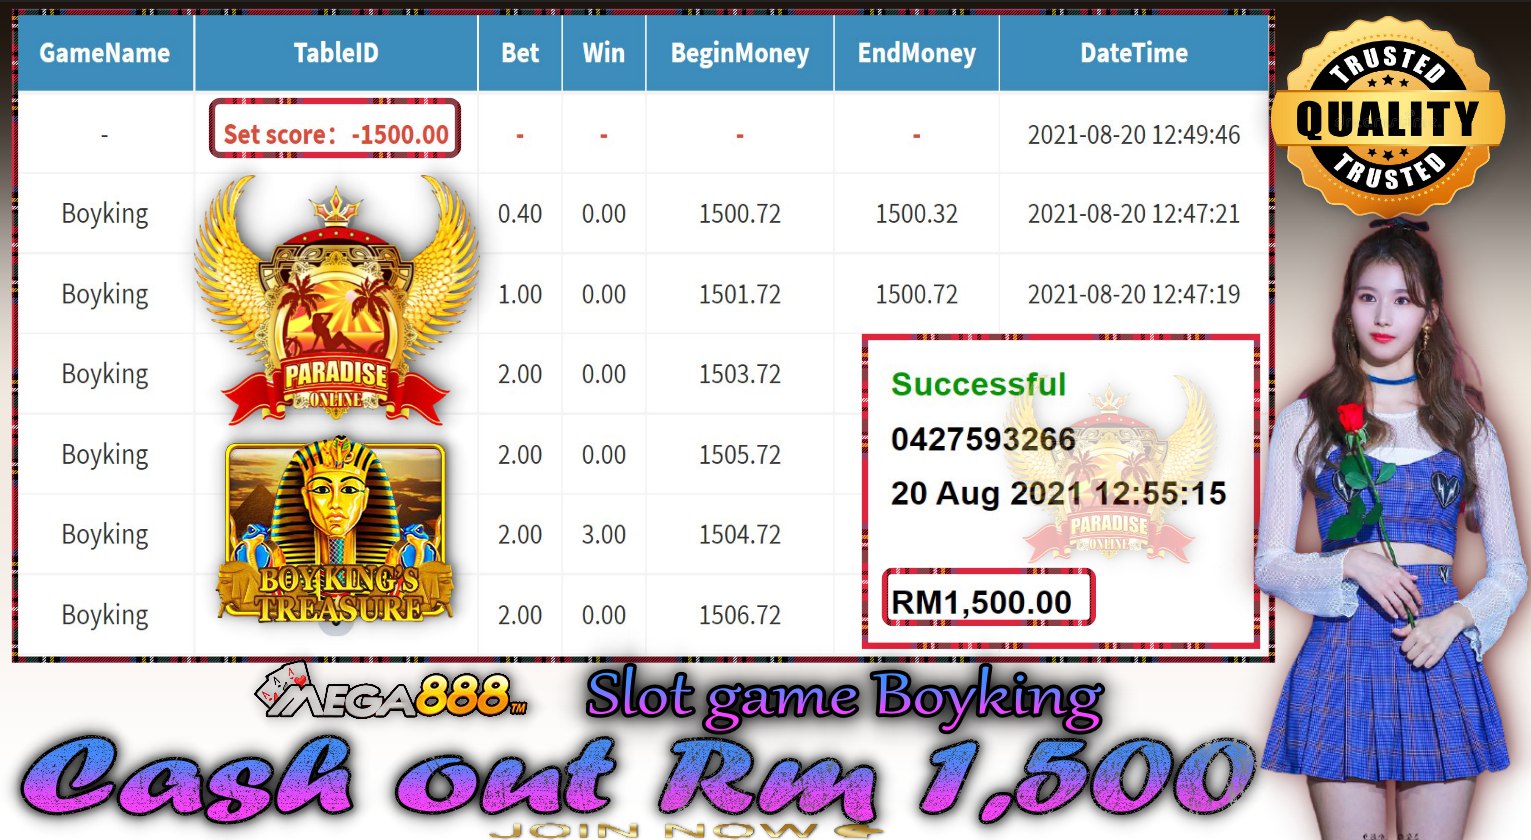 GameName TableID Bet Win BeginMoney EndMoney DateTime
- Set score: -1500.00 - - - - 2021-08-20 12:49:46
Boyking 0.40 0.00 1500.72 1500.32 2021-08-20 12:47:21
Boyking 1.00 0.00 1501.72 1500.72 2021-08-20 12:47:19
Boyking 2.00 0.00 1503.72
Boyking 2.00 0.00 1505.72
Boyking 2.00 3.00 1504.72
Boyking 2.00 0.00 1506.72
PARADISE
ONLINE
BOYKING'S
TREASURE
Successful
0427593266
20 Aug 2021 12:55:15
PARADISE
ONLINE
RM1,500.00
TRUSTED
QUALITY
TRUSTED
MEGA888 TM Slot game Boyking
Cash out Rm 1,500
JOIN NOW